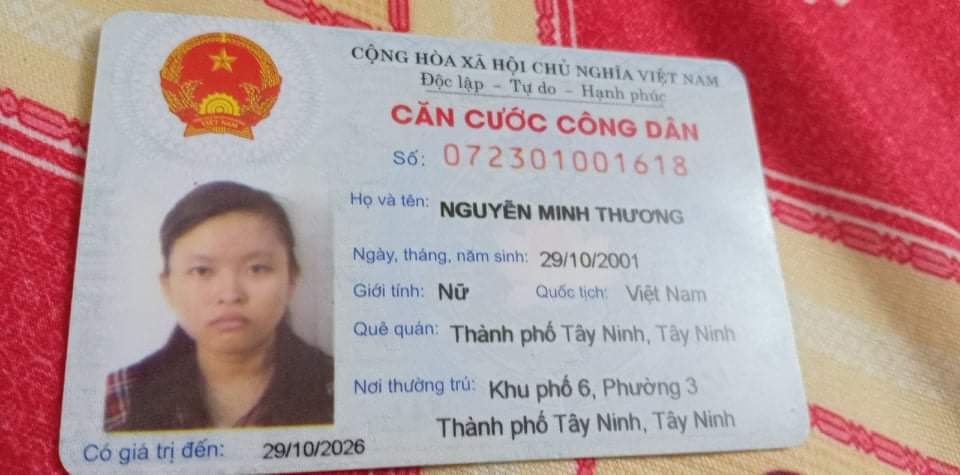 CỘNG HÒA XÃ HỘI CHỦ NGHĨA VIỆT NAM
Độc lập - Tự do - Hạnh phúc
CĂN CƯỚC CÔNG DÂN
Số: 072301001618
Họ và tên: NGUYỄN MINH THƯƠNG
Ngày, tháng, năm sinh: 29/10/2001
Giới tính: Nữ Quốc tịch: Việt Nam
Quê quán: Thành phố Tây Ninh, Tây Ninh
Nơi thường trú: Khu phố 6, Phường 3
Thành phố Tây Ninh, Tây Ninh
Có giá trị đến: 29/10/2026
VIỆT NAM